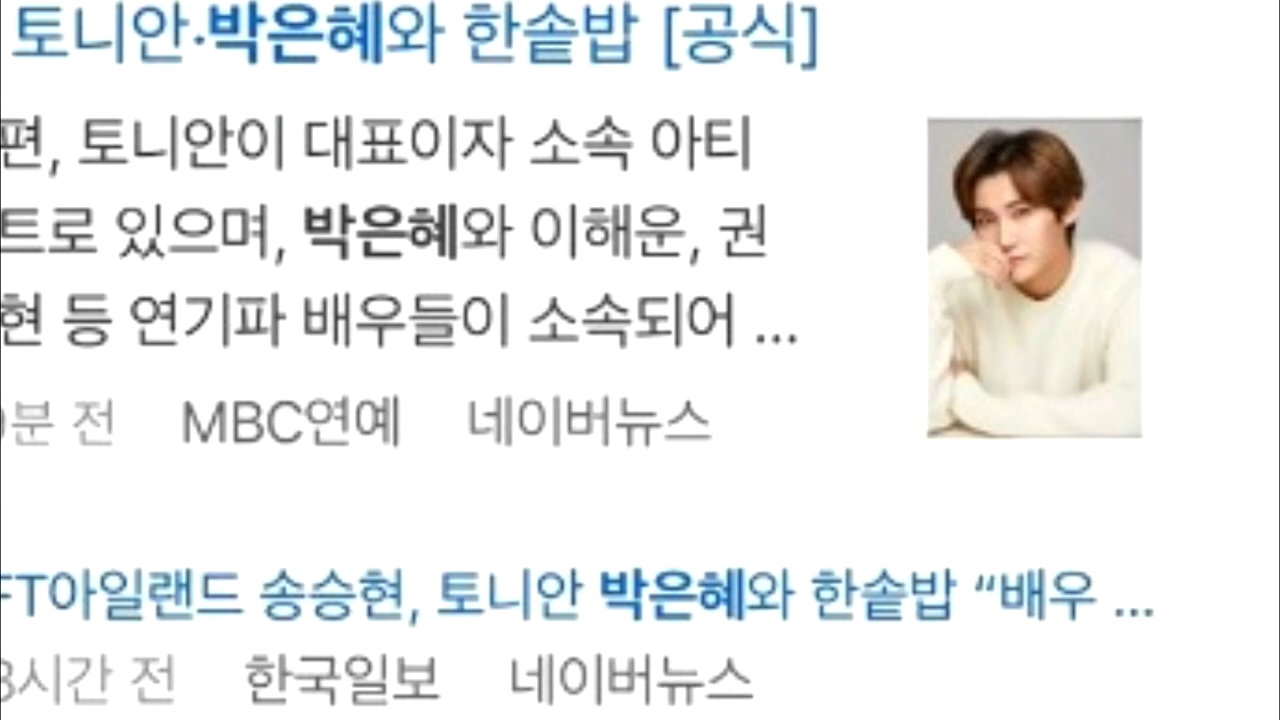 토니안·박은혜와 한솥밥 [공식]
편, 토니안이 대표이자 소속 아티
트로 있으며, 박은혜와 이해운, 권
현 등 연기파 배우들이 소속되어 ...
분 전 MBC연예 네이버뉴스
FT아일랜드 송승현, 토니안 박은혜와 한솥밥 “배우 ...
3시간 전 한국일보 네이버뉴스